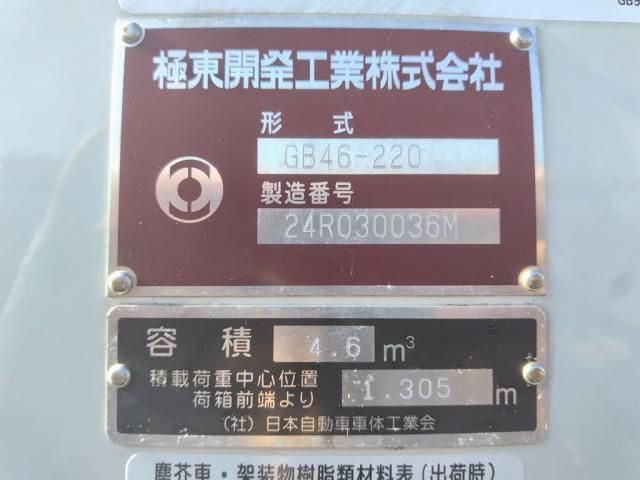 GB9
極東開発工業株式会社
形 式
GB46-220
製造番号
24R030036M
容 積 4.6 m³
積載荷重中心位置
荷箱前端より 1.305 m
(社) 日本自動車車体工業会
塵芥車・架装物樹脂類材料表(出荷時)